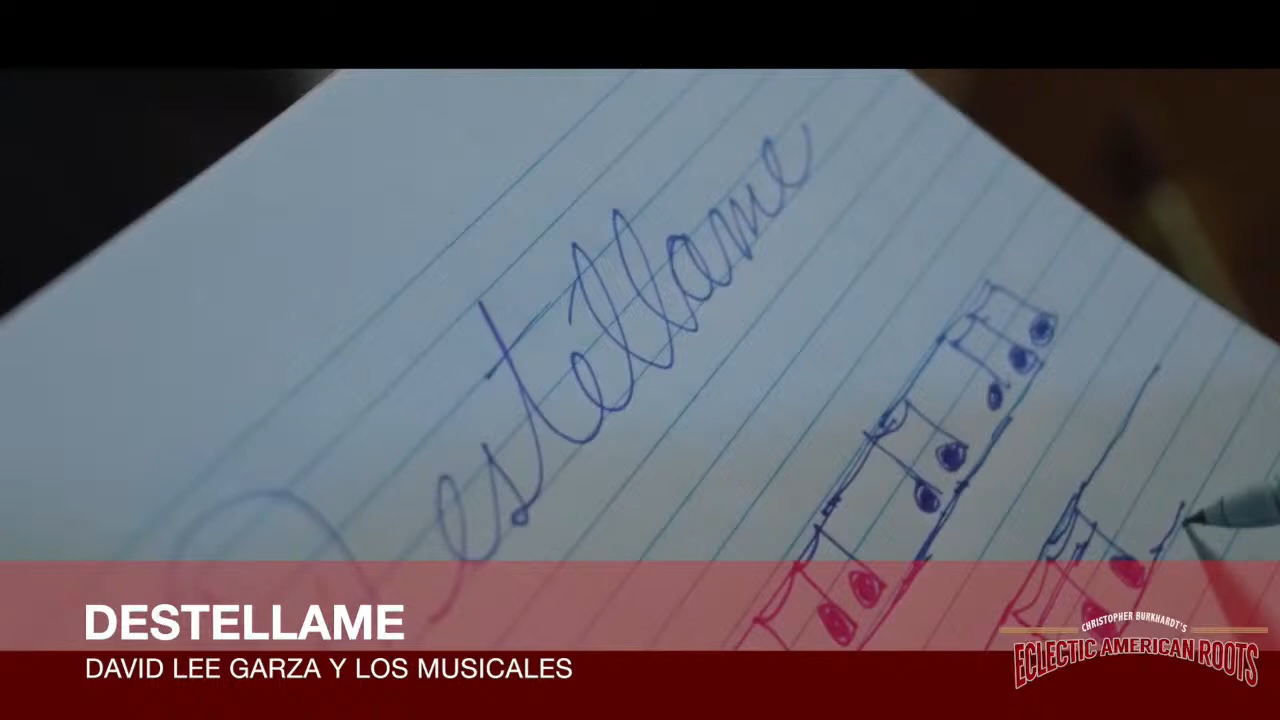 Destellame
DESTELLAME
DAVID LEE GARZA Y LOS MUSICALES
CHRISTOPHER BURKHARDT'S
ECLECTIC AMERICAN ROOTS